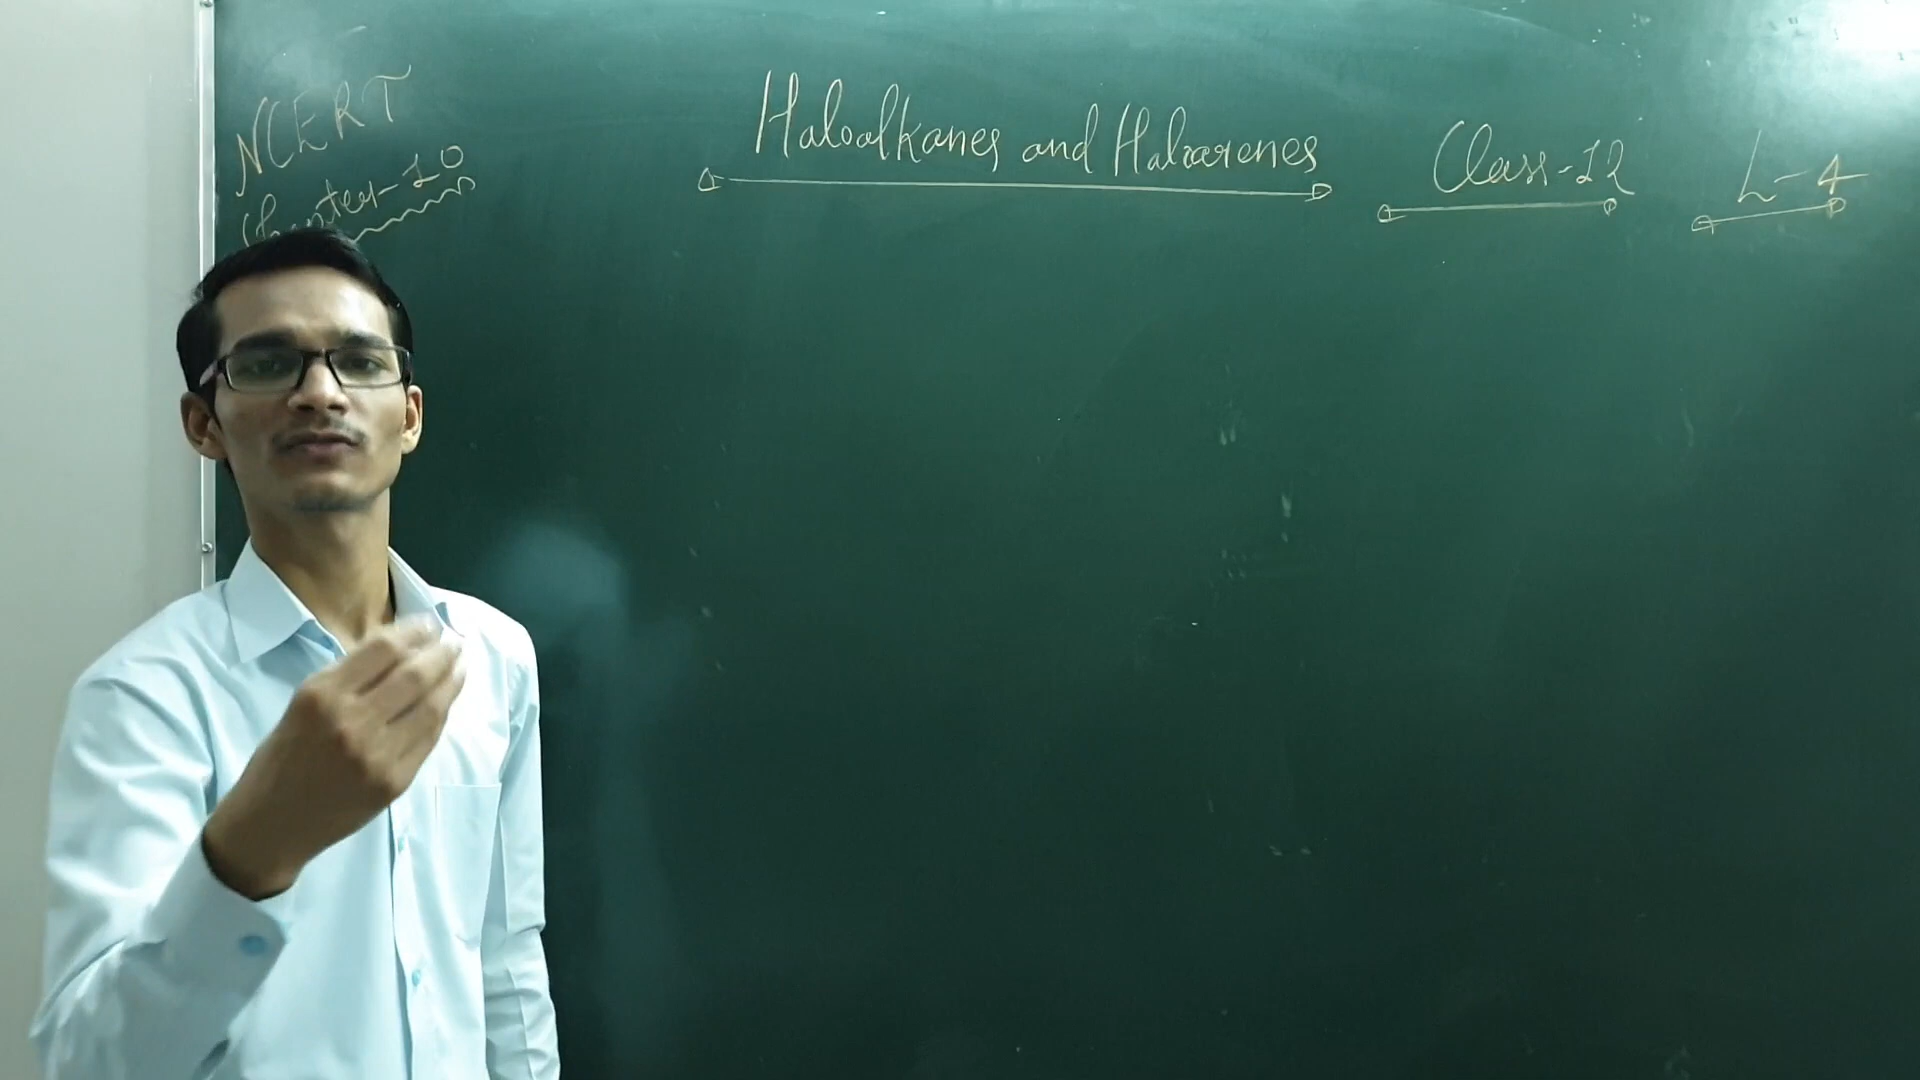 NCERT
Chapter-10
Haloalkanes and Haloarenes
Class-12
L-4